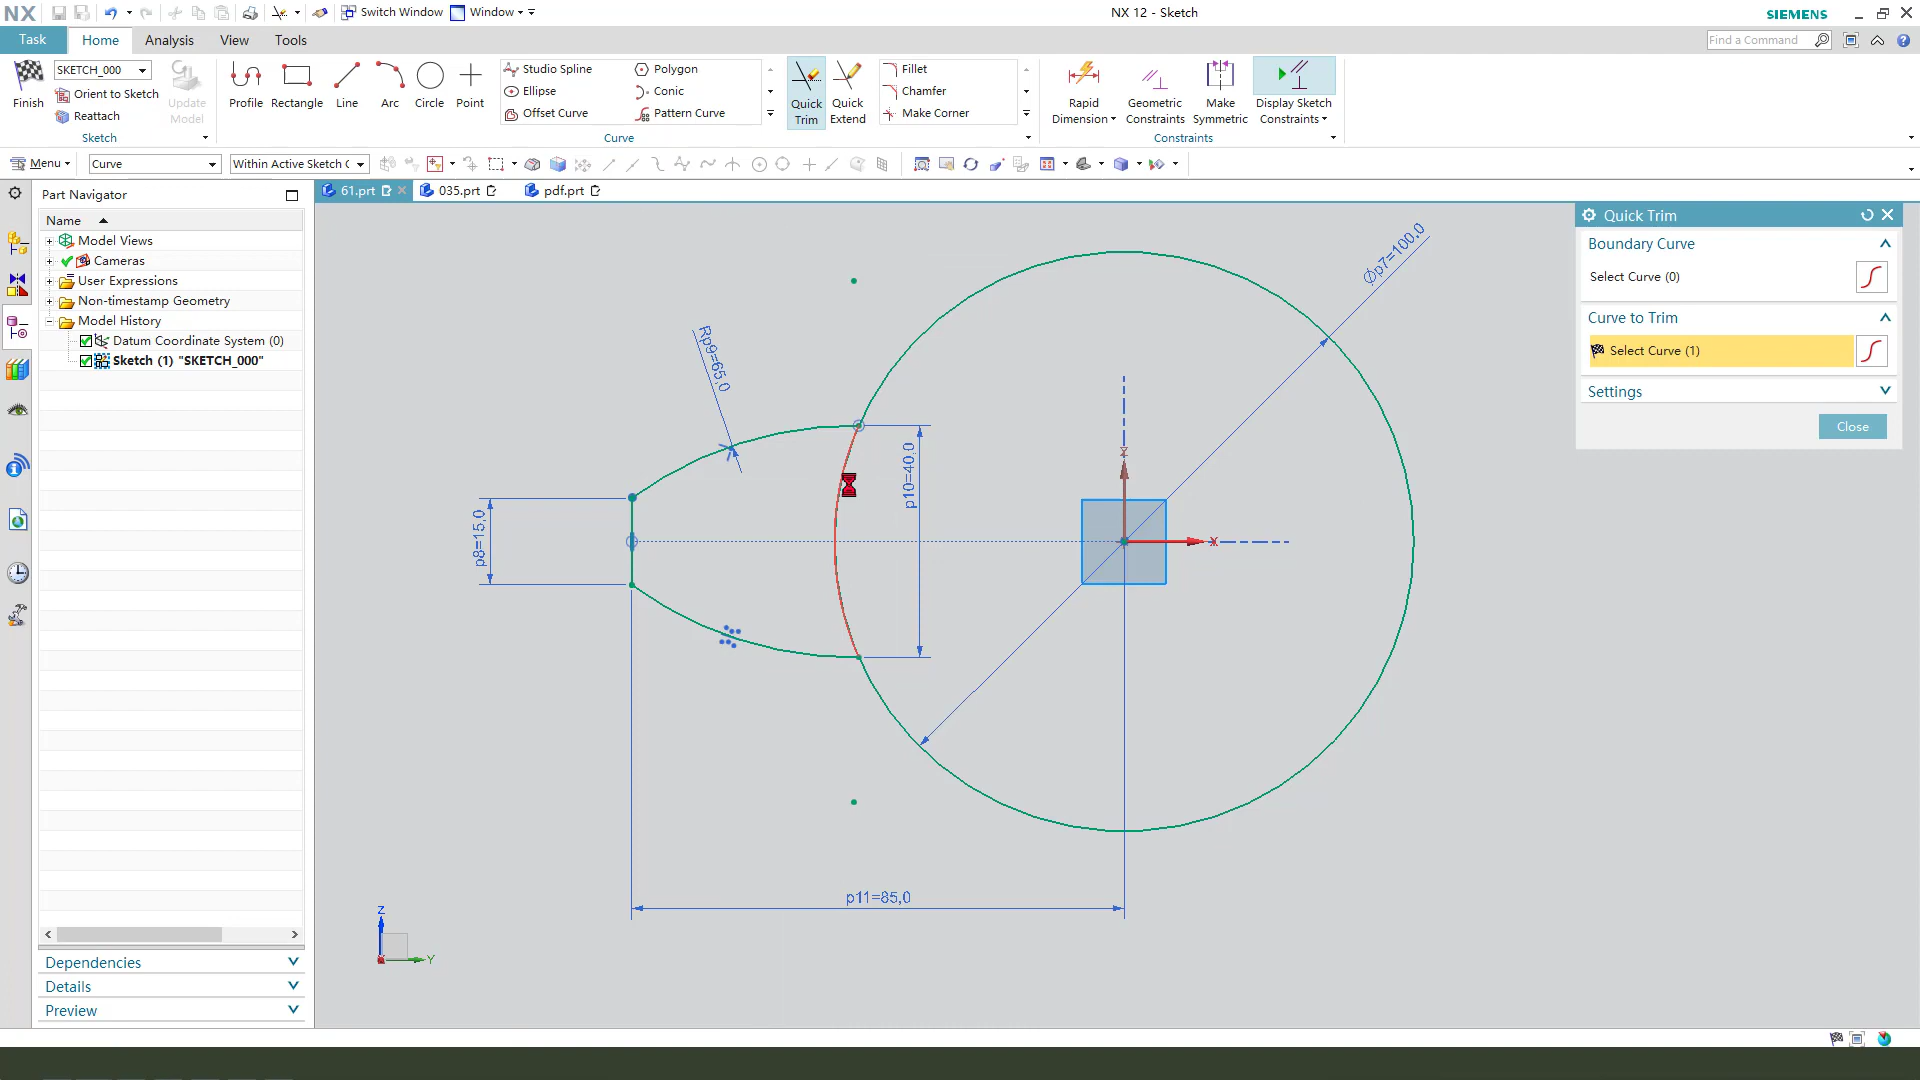 NX
Switch Window
Window
NX 12 - Sketch
SIEMENS
Task
Home
Analysis
View
Tools
Find a Command
SKETCH_000
Finish
Orient to Sketch
Reattach
Update Model
Sketch
Profile
Rectangle
Line
Arc
Circle
Point
Studio Spline
Ellipse
Offset Curve
Polygon
Conic
Pattern Curve
Curve
Quick Trim
Quick Extend
Fillet
Chamfer
Make Corner
Rapid Dimension
Geometric Constraints
Make Symmetric
Display Sketch Constraints
Constraints
Menu
Curve
Within Active Sketch
Part Navigator
61.prt
035.prt
pdf.prt
Name
Model Views
Cameras
User Expressions
Non-timestamp Geometry
Model History
Datum Coordinate System (0)
Sketch (1) "SKETCH_000"
Dependencies
Details
Preview
Quick Trim
Boundary Curve
Select Curve (0)
Curve to Trim
Select Curve (1)
Settings
Close
Øp7=100,0
Rp9=65,0
p10=40,0
p8=15,0
p11=85,0
X
Z
Y